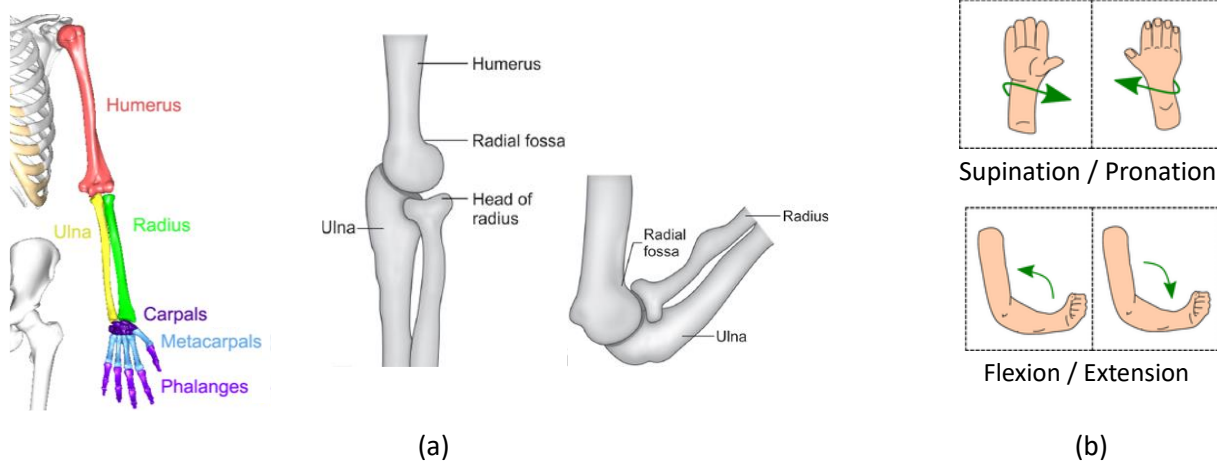 Humerus
Ulna
Radius
Carpals
Metacarpals
Phalanges
Humerus
Radial fossa
Head of
radius
Ulna
Radial
fossa
Radius
Ulna
(a)
Supination / Pronation
Flexion / Extension
(b)